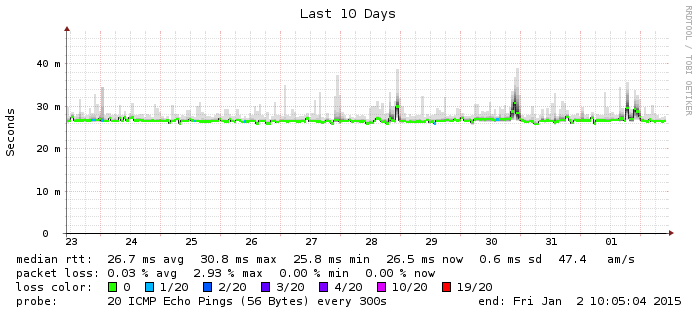 Last 10 Days
RRDTOOL / TOBI OETIKER
Seconds
40 m
30 m
20 m
10 m
0
23 24 25 26 27 28 29 30 31 01
median rtt: 26.7 ms avg 30.8 ms max 25.8 ms min 26.5 ms now 0.6 ms sd 47.4 am/s
packet loss: 0.03 % avg 2.93 % max 0.00 % min 0.00 % now
loss color: 0 1/20 2/20 3/20 4/20 10/20 19/20
probe: 20 ICMP Echo Pings (56 Bytes) every 300s end: Fri Jan 2 10:05:04 2015